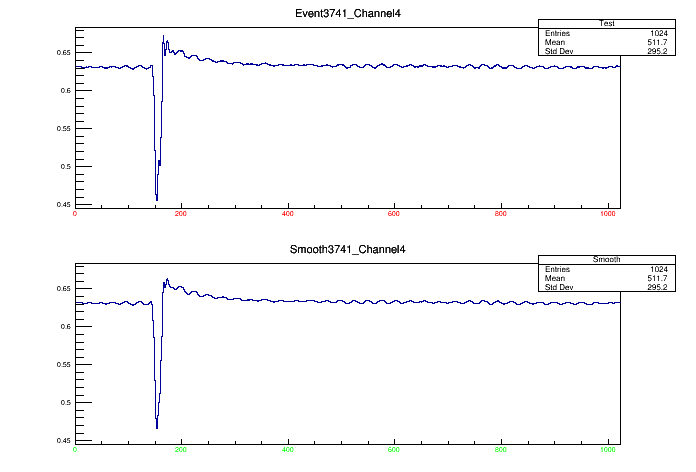 Event3741_Channel4
Test
Entries 1024
Mean 511.7
Std Dev 295.2
0.65
0.6
0.55
0.5
0.45
0 200 400 600 800 1000
Smooth3741_Channel4
Smooth
Entries 1024
Mean 511.7
Std Dev 295.2
0.65
0.6
0.55
0.5
0.45
0 200 400 600 800 1000